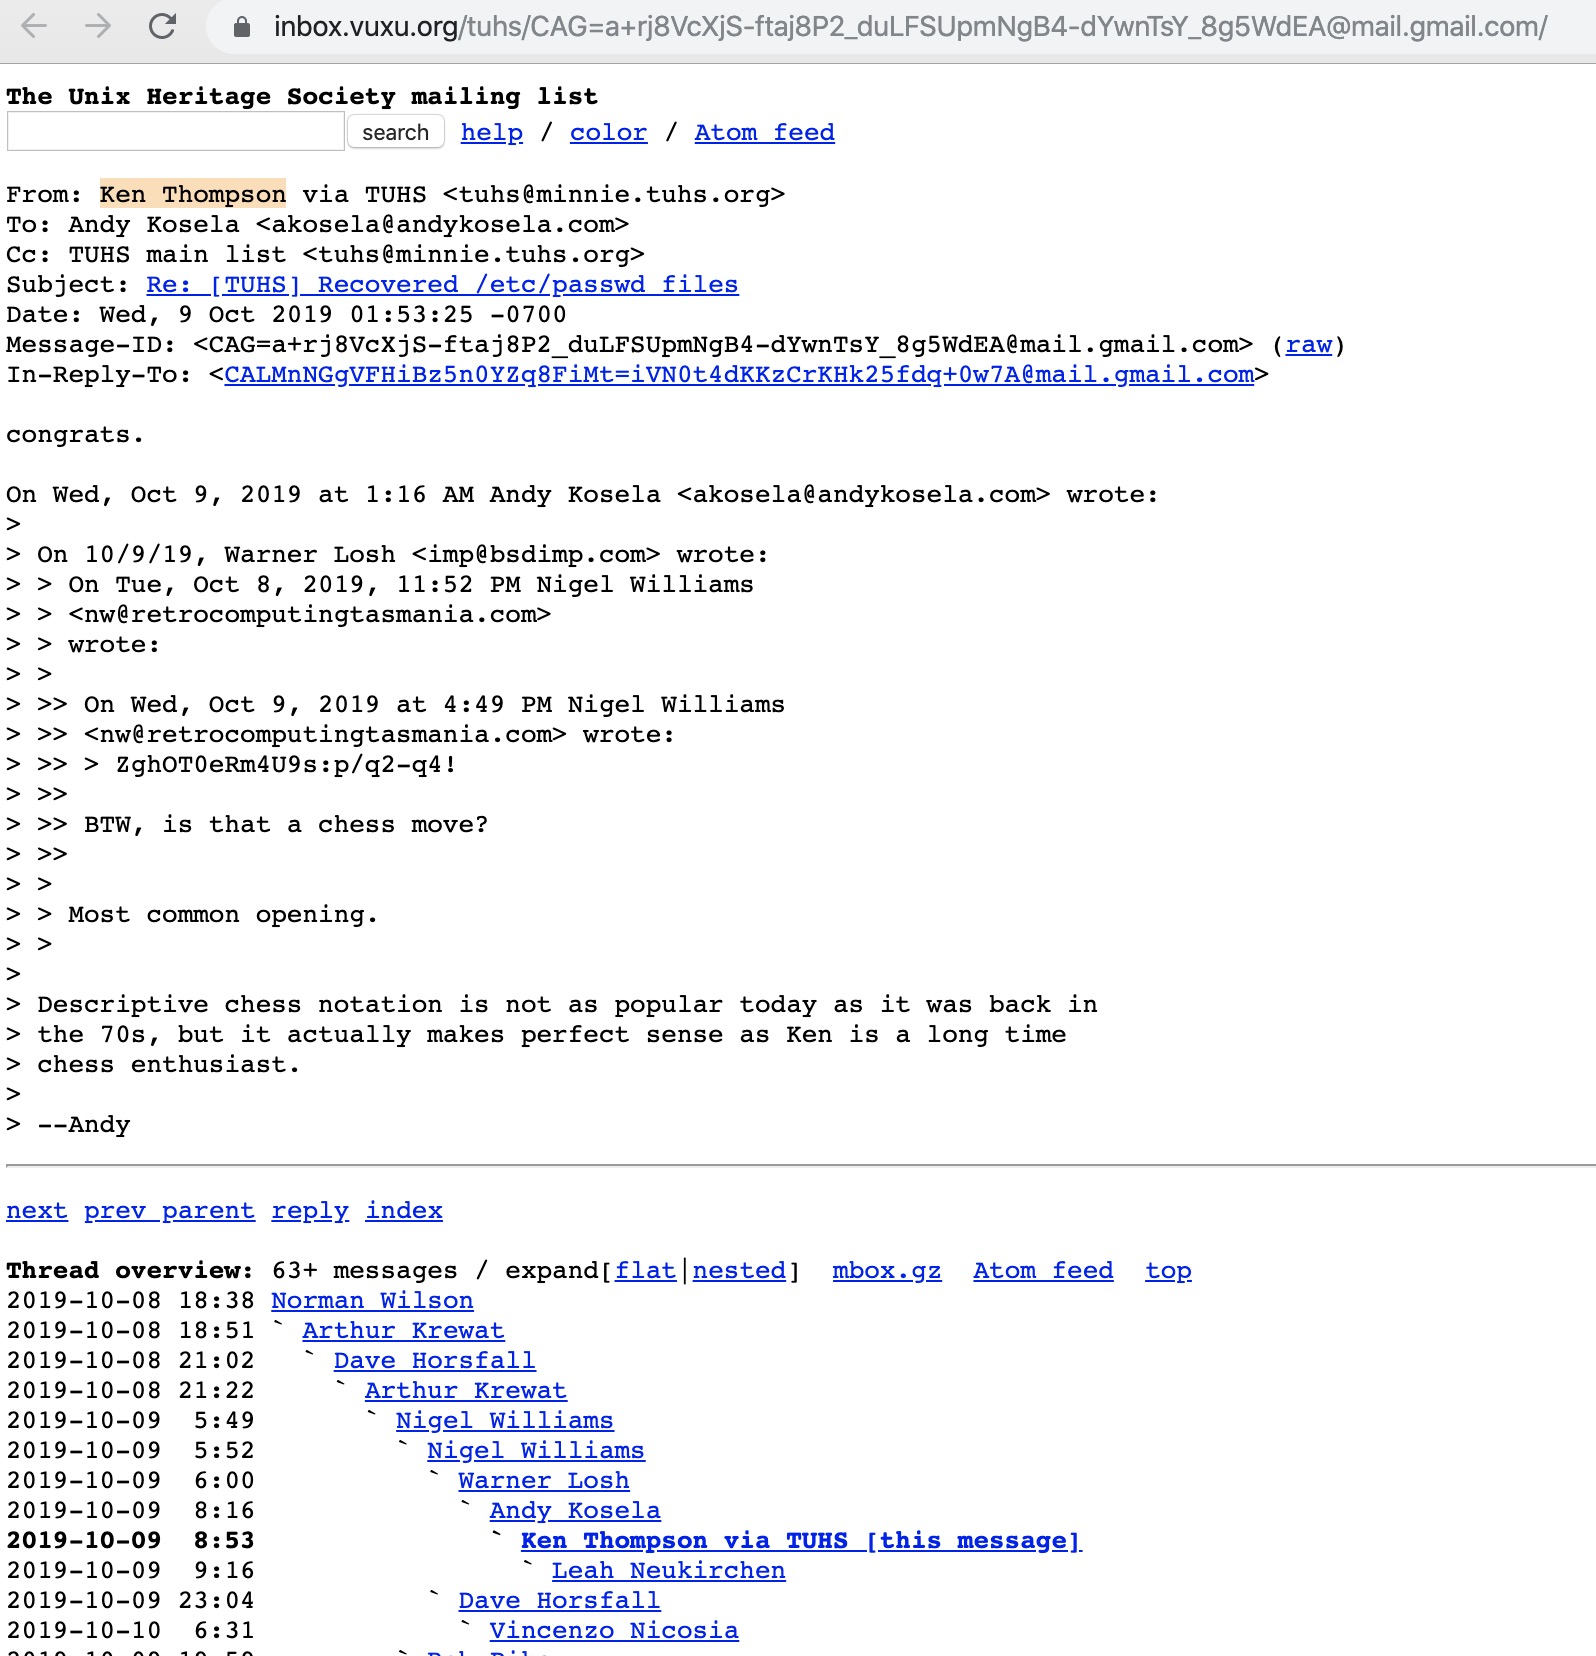 inbox.vuxu.org/tuhs/CAG=a+rj8VcXjS-ftaj8P2_duLFSUpmNgB4-dYwnTsY_8g5WdEA@mail.gmail.com/
The Unix Heritage Society mailing list
search help / color / Atom feed
From: Ken Thompson via TUHS <tuhs@minnie.tuhs.org>
To: Andy Kosela <akosela@andykosela.com>
Cc: TUHS main list <tuhs@minnie.tuhs.org>
Subject: Re: [TUHS] Recovered /etc/passwd files
Date: Wed, 9 Oct 2019 01:53:25 -0700
Message-ID: <CAG=a+rj8VcXjS-ftaj8P2_duLFSUpmNgB4-dYwnTsY_8g5WdEA@mail.gmail.com> (raw)
In-Reply-To: <CALMnNGgVFHiBz5n0YZq8FiMt=iVN0t4dKKzCrKHk25fdq+0w7A@mail.gmail.com>
congrats.
On Wed, Oct 9, 2019 at 1:16 AM Andy Kosela <akosela@andykosela.com> wrote:
>
> On 10/9/19, Warner Losh <imp@bsdimp.com> wrote:
> > On Tue, Oct 8, 2019, 11:52 PM Nigel Williams
> > <nw@retrocomputingtasmania.com>
> > wrote:
> >
> >> On Wed, Oct 9, 2019 at 4:49 PM Nigel Williams
> >> <nw@retrocomputingtasmania.com> wrote:
> >> > ZghOT0eRm4U9s:p/q2-q4!
> >>
> >> BTW, is that a chess move?
> >>
> >
> > Most common opening.
> >
>
> Descriptive chess notation is not as popular today as it was back in
> the 70s, but it actually makes perfect sense as Ken is a long time
> chess enthusiast.
>
> --Andy
next prev parent reply index
Thread overview: 63+ messages / expand[flat|nested] mbox.gz Atom feed top
2019-10-08 18:38 Norman Wilson
2019-10-08 18:51 ` Arthur Krewat
2019-10-08 21:02 ` Dave Horsfall
2019-10-08 21:22 ` Arthur Krewat
2019-10-09 5:49 ` Nigel Williams
2019-10-09 5:52 ` Nigel Williams
2019-10-09 6:00 ` Warner Losh
2019-10-09 8:16 ` Andy Kosela
2019-10-09 8:53 ` Ken Thompson via TUHS [this message]
2019-10-09 9:16 ` Leah Neukirchen
2019-10-09 23:04 ` Dave Horsfall
2019-10-10 6:31 ` Vincenzo Nicosia